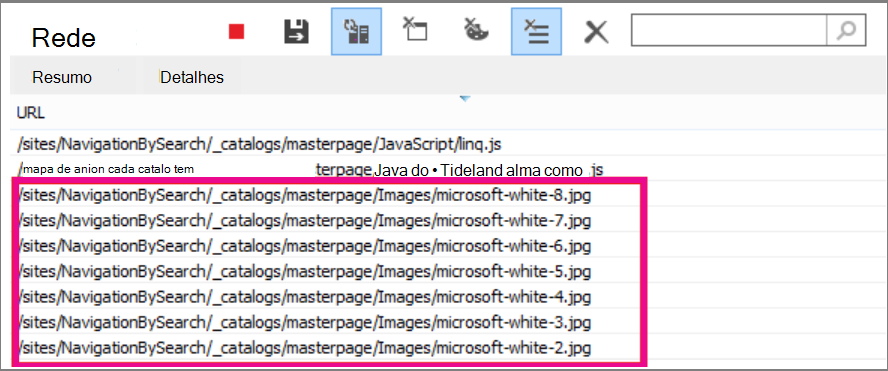 Rede
Resumo Detalhes
URL
/sites/NavigationBySearch/_catalogs/masterpage/JavaScript/linq.js
/mapa de anion cada catalo tem terpage,Java do • Tideland alma como .js
/sites/NavigationBySearch/_catalogs/masterpage/Images/microsoft-white-8.jpg
/sites/NavigationBySearch/_catalogs/masterpage/Images/microsoft-white-7.jpg
/sites/NavigationBySearch/_catalogs/masterpage/Images/microsoft-white-6.jpg
/sites/NavigationBySearch/_catalogs/masterpage/Images/microsoft-white-5.jpg
/sites/NavigationBySearch/_catalogs/masterpage/Images/microsoft-white-4.jpg
/sites/NavigationBySearch/_catalogs/masterpage/Images/microsoft-white-3.jpg
/sites/NavigationBySearch/_catalogs/masterpage/Images/microsoft-white-2.jpg